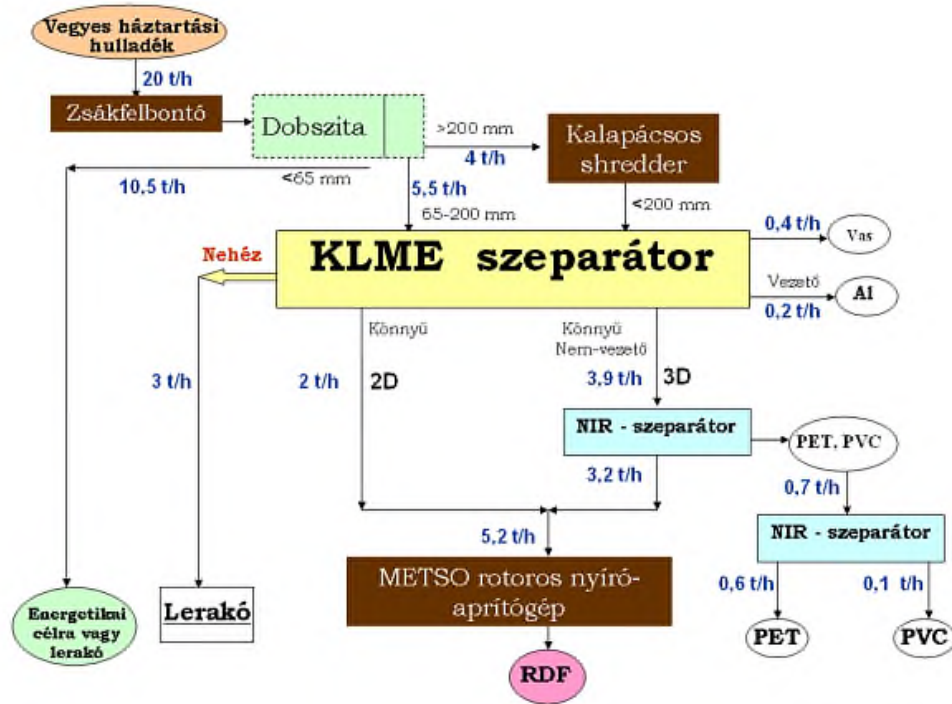 Vegyes háztartási
hulladék
20 t/h
Zsákfelbontó
Dobszita
>200 mm
4 t/h
Kalapácsos
shredder
<65 mm
10,5 t/h
5,5 t/h
65-200 mm
<200 mm
KLME szeparátor
0,4 t/h
Vas
Nehéz
Vezető
Al
0,2 t/h
Könnyű
Könnyű
Nem-vezető
3 t/h
2 t/h
2D
3,9 t/h
3D
NIR - szeparátor
PET, PVC
3,2 t/h
0,7 t/h
5,2 t/h
NIR - szeparátor
METSO rotoros nyíró-
aprítógép
0,6 t/h
0,1 t/h
Energetikai
célra vagy
lerakó
Lerakó
PET
PVC
RDF